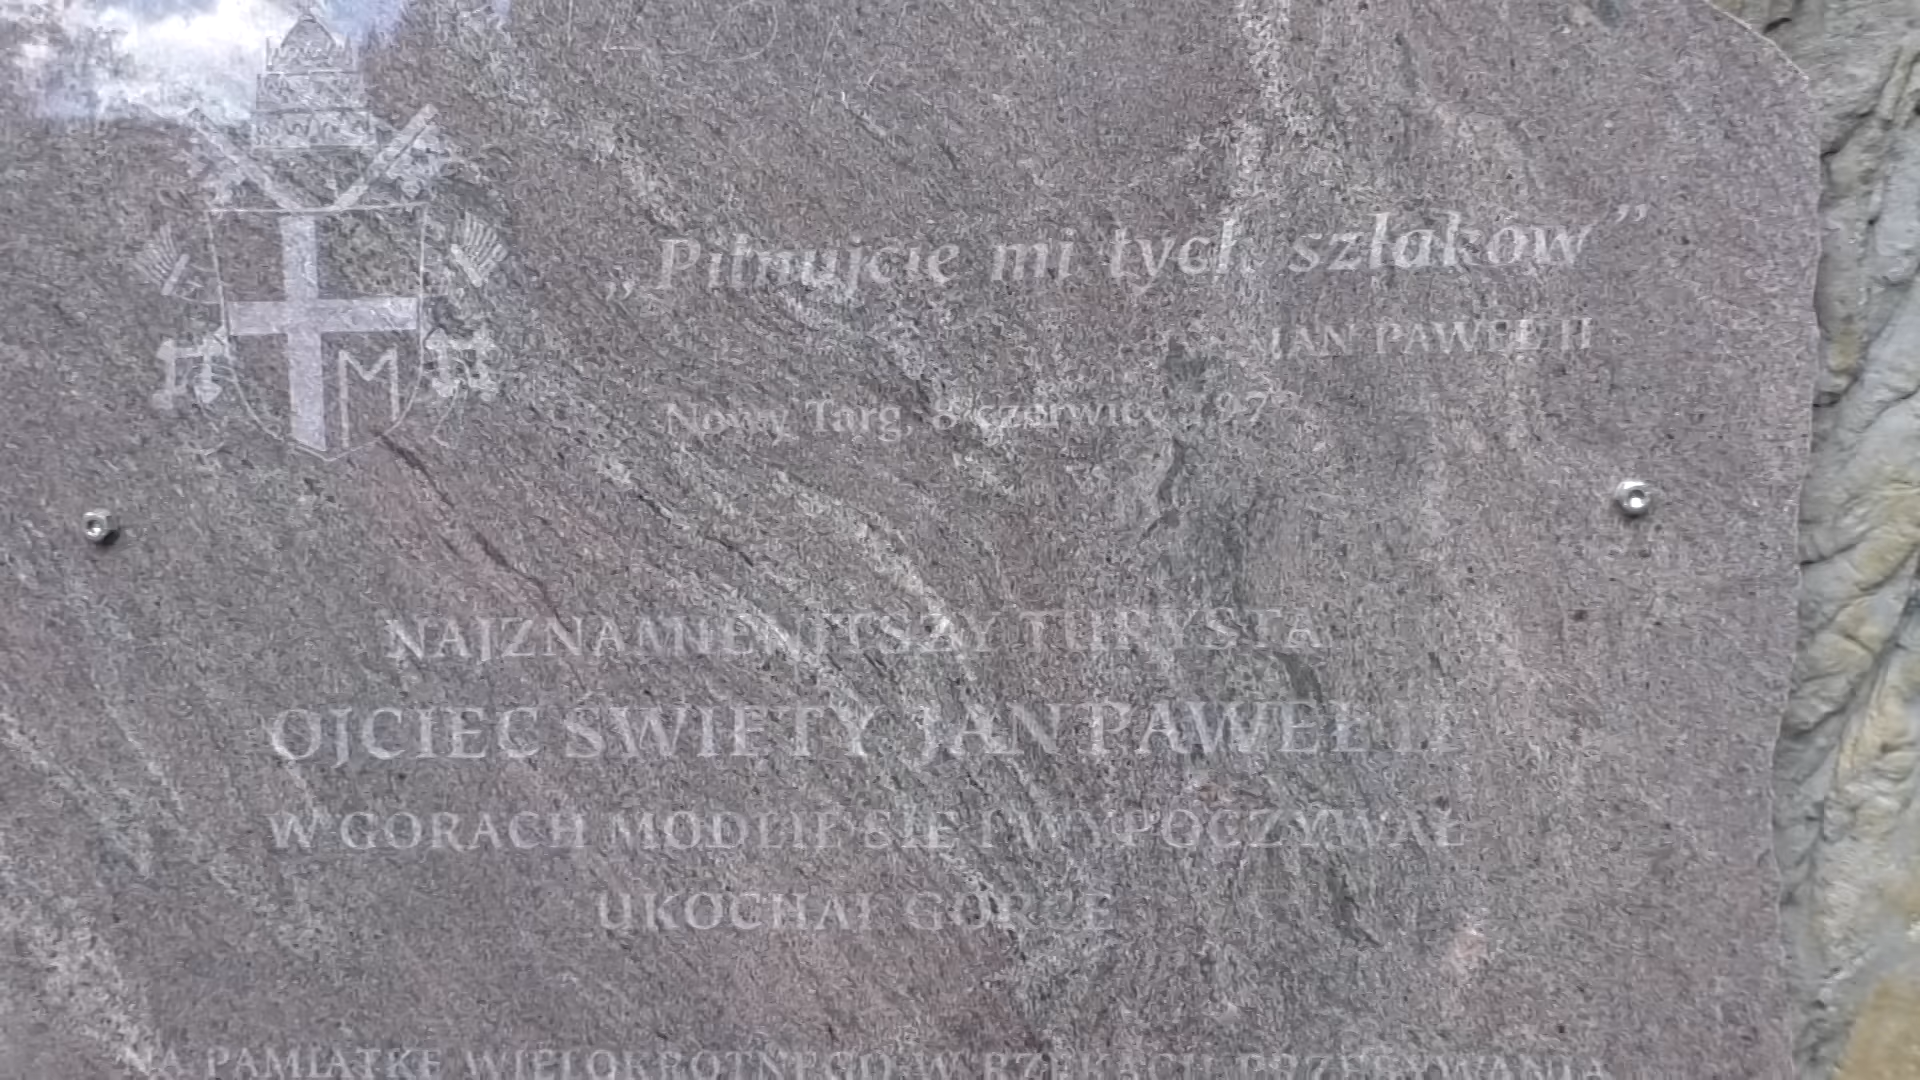 „Pilnujcie mi tych szlaków”
JAN PAWEŁ II
Nowy Targ, 8 czerwiec
NAJZNAMIENITSZY TURYSTA
OJCIEC ŚWIĘTY JAN PAWEŁ II
W GÓRACH MODLIŁ SIĘ I WYPOCZYWAŁ
UKOCHAŁ GORCE
NA PAMIĄTKĘ WIELOKROTNEGO W RZEKACH PRZEBYWANIA
M